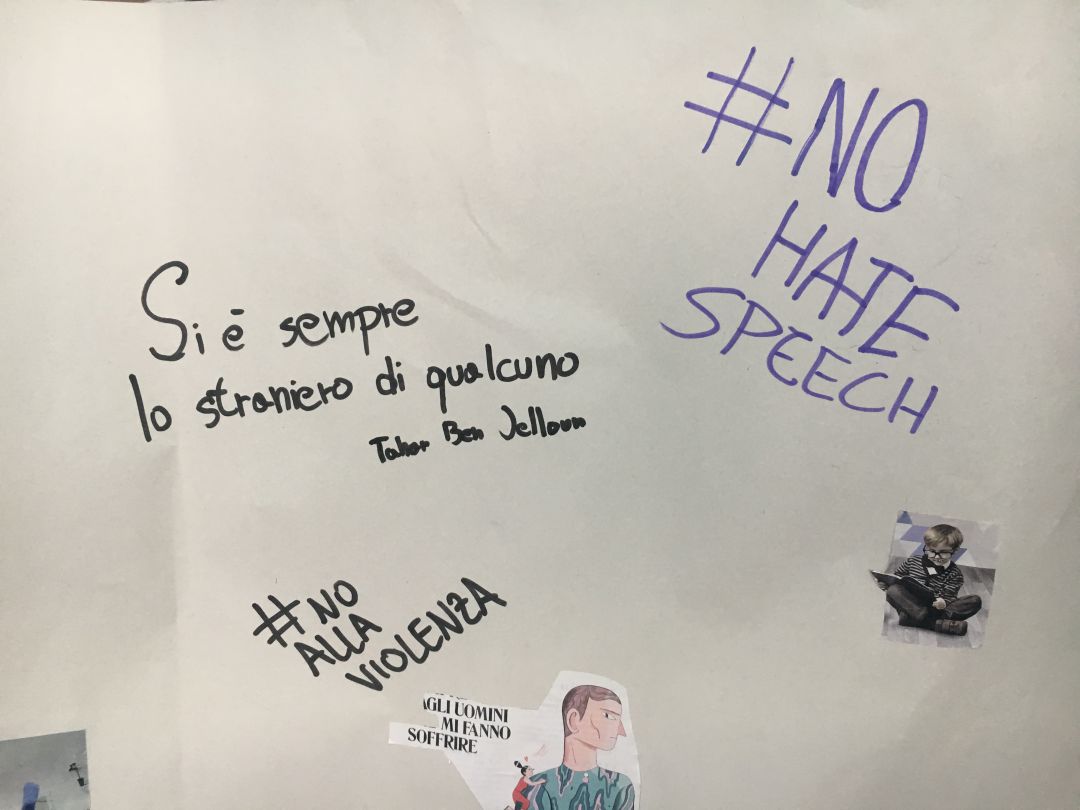 #NO
HATE
SPEECH
Si è sempre
lo straniero di qualcuno
Tahar Ben Jelloun
#NO
ALLA
VIOLENZA
AGLI UOMINI
MI FANNO
SOFFRIRE